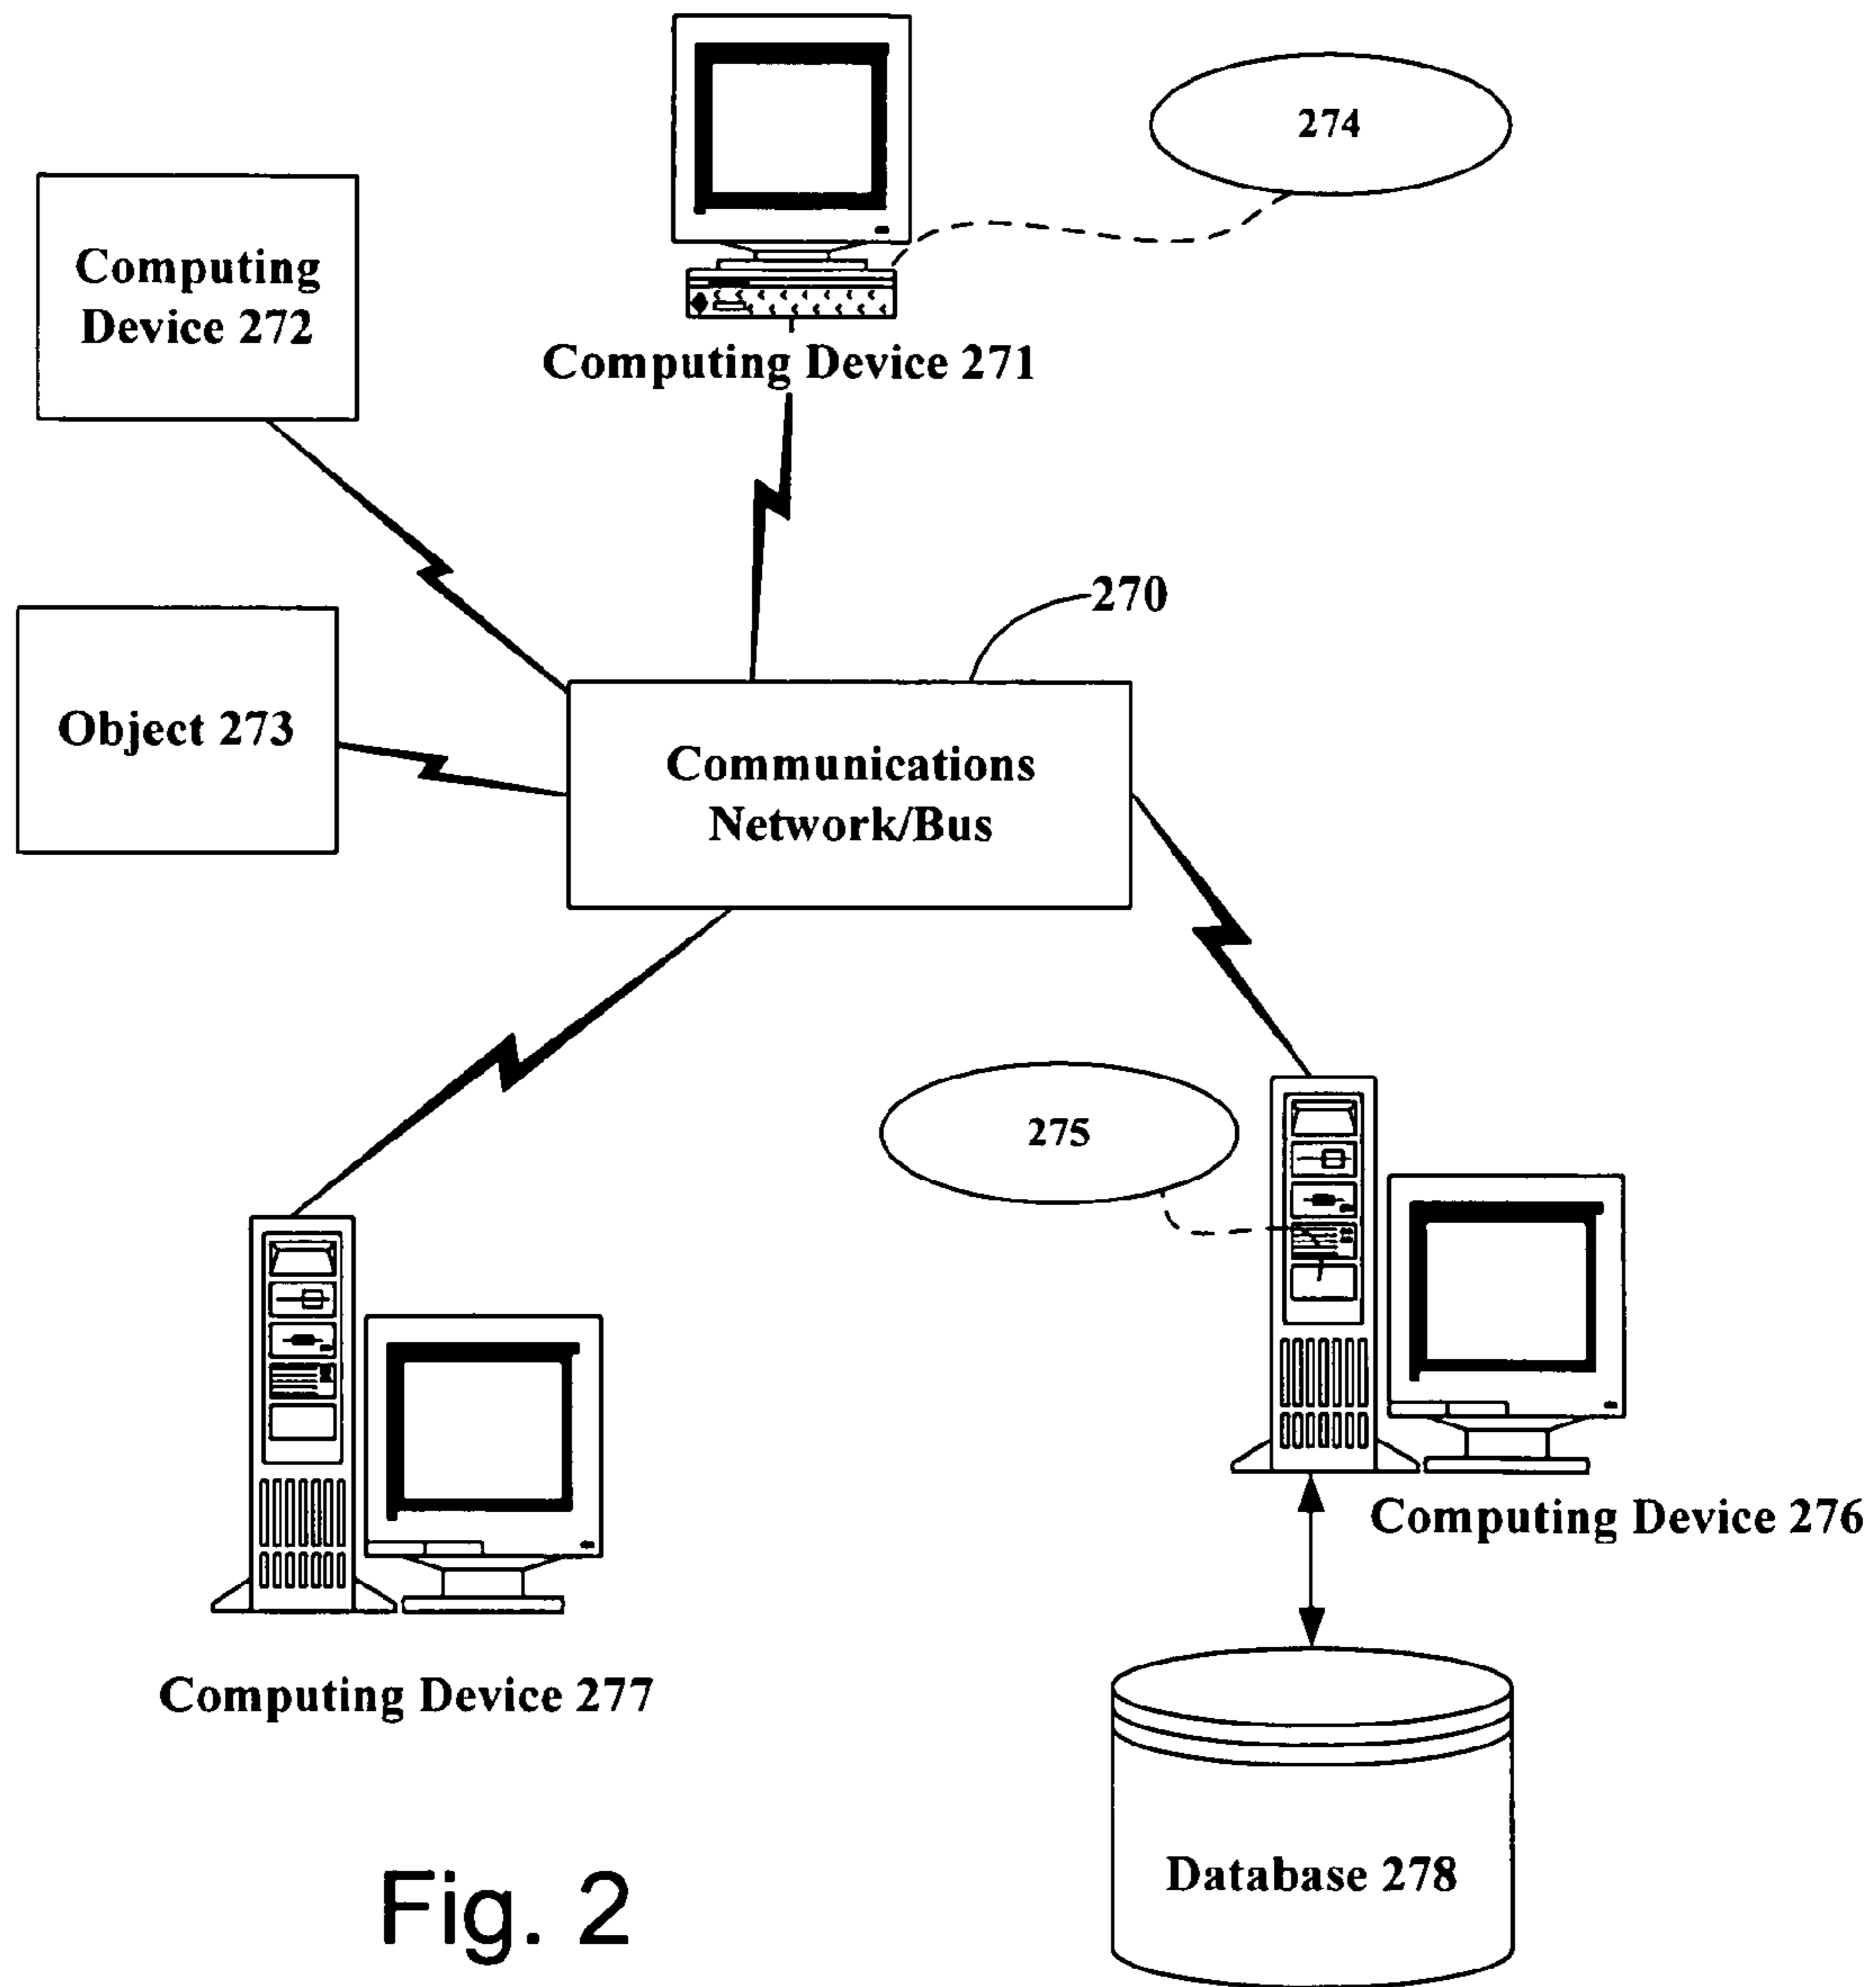 274
Computing
Device 272
Computing Device 271
270
Object 273
Communications
Network/Bus
275
Computing Device 276
Computing Device 277
Database 278
Fig. 2